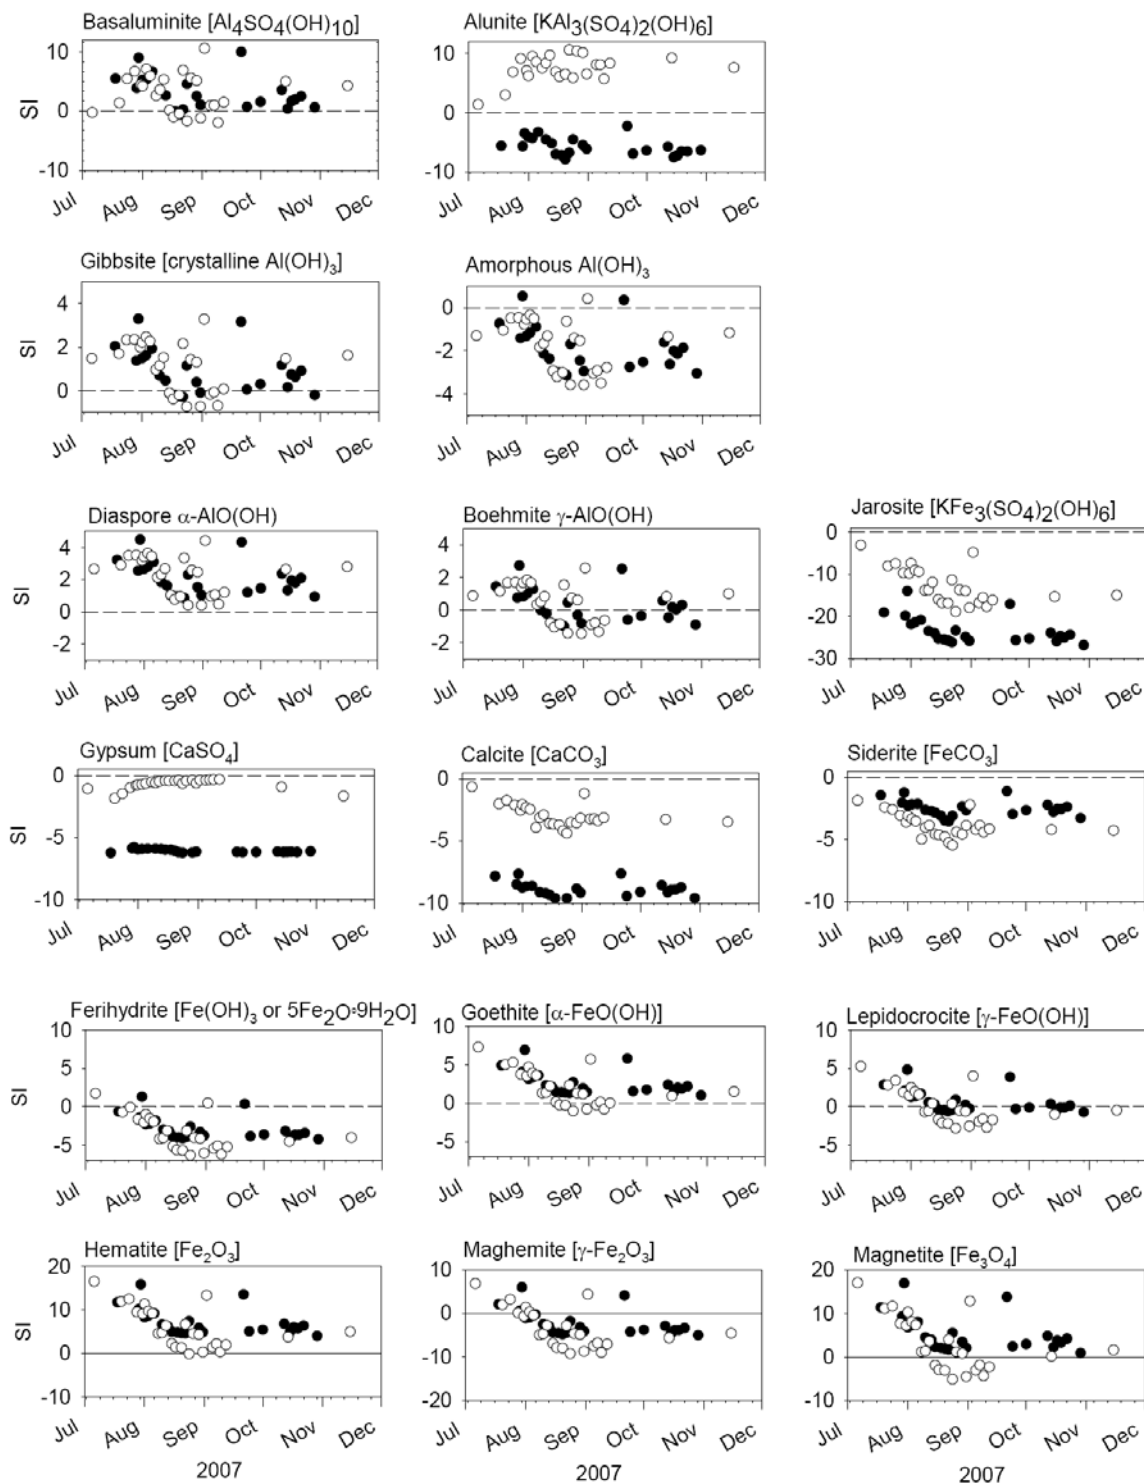 Basaluminite [Al4SO4(OH)10]
Alunite [KAl3(SO4)2(OH)6]
SI
10
0
-10
Jul Aug Sep Oct Nov Dec
10
0
-10
Jul Aug Sep Oct Nov Dec
Gibbsite [crystalline Al(OH)3]
Amorphous Al(OH)3
SI
4
2
0
Jul Aug Sep Oct Nov Dec
0
-2
-4
Jul Aug Sep Oct Nov Dec
Diaspore α-AlO(OH)
Boehmite γ-AlO(OH)
Jarosite [KFe3(SO4)2(OH)6]
SI
4
2
0
-2
Jul Aug Sep Oct Nov Dec
4
2
0
-2
Jul Aug Sep Oct Nov Dec
0
-10
-20
-30
Jul Aug Sep Oct Nov Dec
Gypsum [CaSO4]
Calcite [CaCO3]
Siderite [FeCO3]
SI
0
-5
-10
Jul Aug Sep Oct Nov Dec
0
-5
-10
Jul Aug Sep Oct Nov Dec
0
-5
-10
Jul Aug Sep Oct Nov Dec
Ferihydrite [Fe(OH)3 or 5Fe2O•9H2O]
Goethite [α-FeO(OH)]
Lepidocrocite [γ-FeO(OH)]
SI
10
5
0
-5
Jul Aug Sep Oct Nov Dec
10
5
0
-5
Jul Aug Sep Oct Nov Dec
10
5
0
-5
Jul Aug Sep Oct Nov Dec
Hematite [Fe2O3]
Maghemite [γ-Fe2O3]
Magnetite [Fe3O4]
SI
20
10
0
-10
Jul Aug Sep Oct Nov Dec
10
0
-10
-20
Jul Aug Sep Oct Nov Dec
20
10
0
-10
Jul Aug Sep Oct Nov Dec
2007
2007
2007